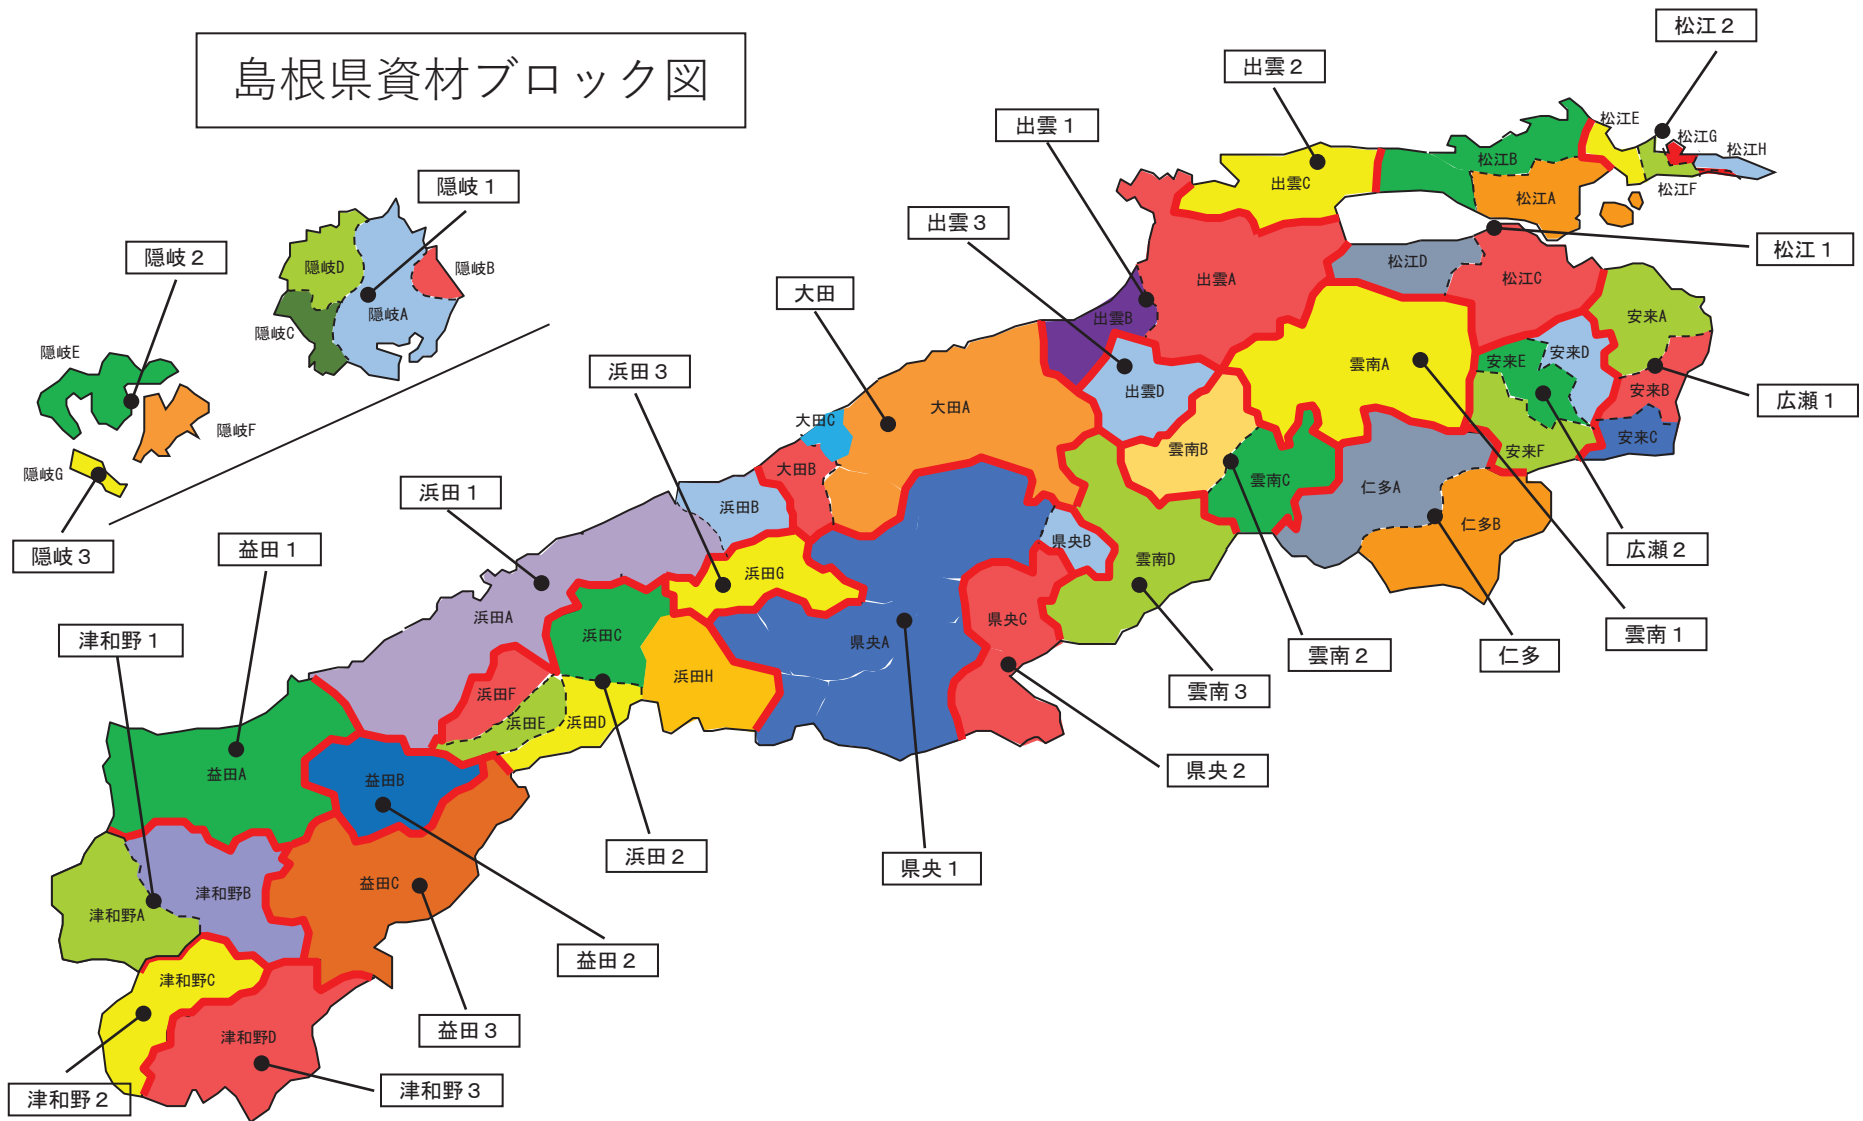 島根県資材ブロック図
松江２
出雲２
出雲１
出雲３
松江１
隠岐１
隠岐２
隠岐３
大田
浜田３
浜田１
益田１
津和野１
広瀬１
広瀬２
雲南１
仁多
雲南２
雲南３
県央２
県央１
浜田２
益田２
益田３
津和野２
津和野３
松江E
松江G
松江H
松江B
松江F
松江A
出雲C
松江D
松江C
出雲A
出雲B
出雲D
隠岐D
隠岐B
隠岐A
隠岐C
隠岐E
隠岐F
隠岐G
安来A
安来D
安来E
安来B
安来C
安来F
雲南A
雲南B
雲南C
雲南D
仁多A
仁多B
大田A
大田C
大田B
浜田B
浜田G
浜田A
浜田C
浜田H
浜田F
浜田E
浜田D
県央B
県央C
県央A
益田A
益田B
益田C
津和野B
津和野A
津和野C
津和野D